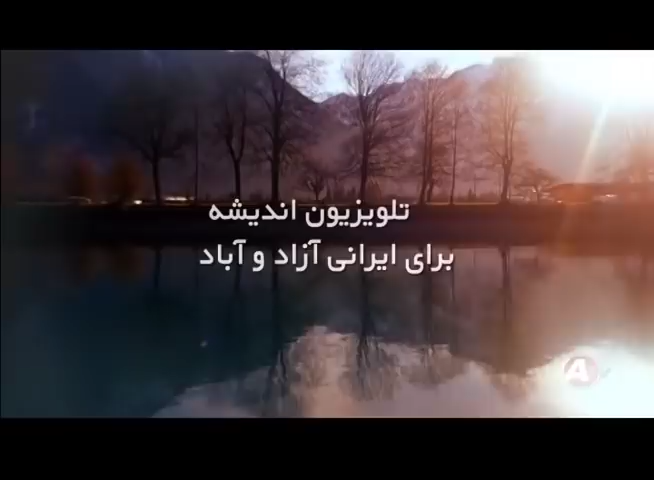 تلویزیون اندیشه
برای ایرانی آزاد و آباد
A